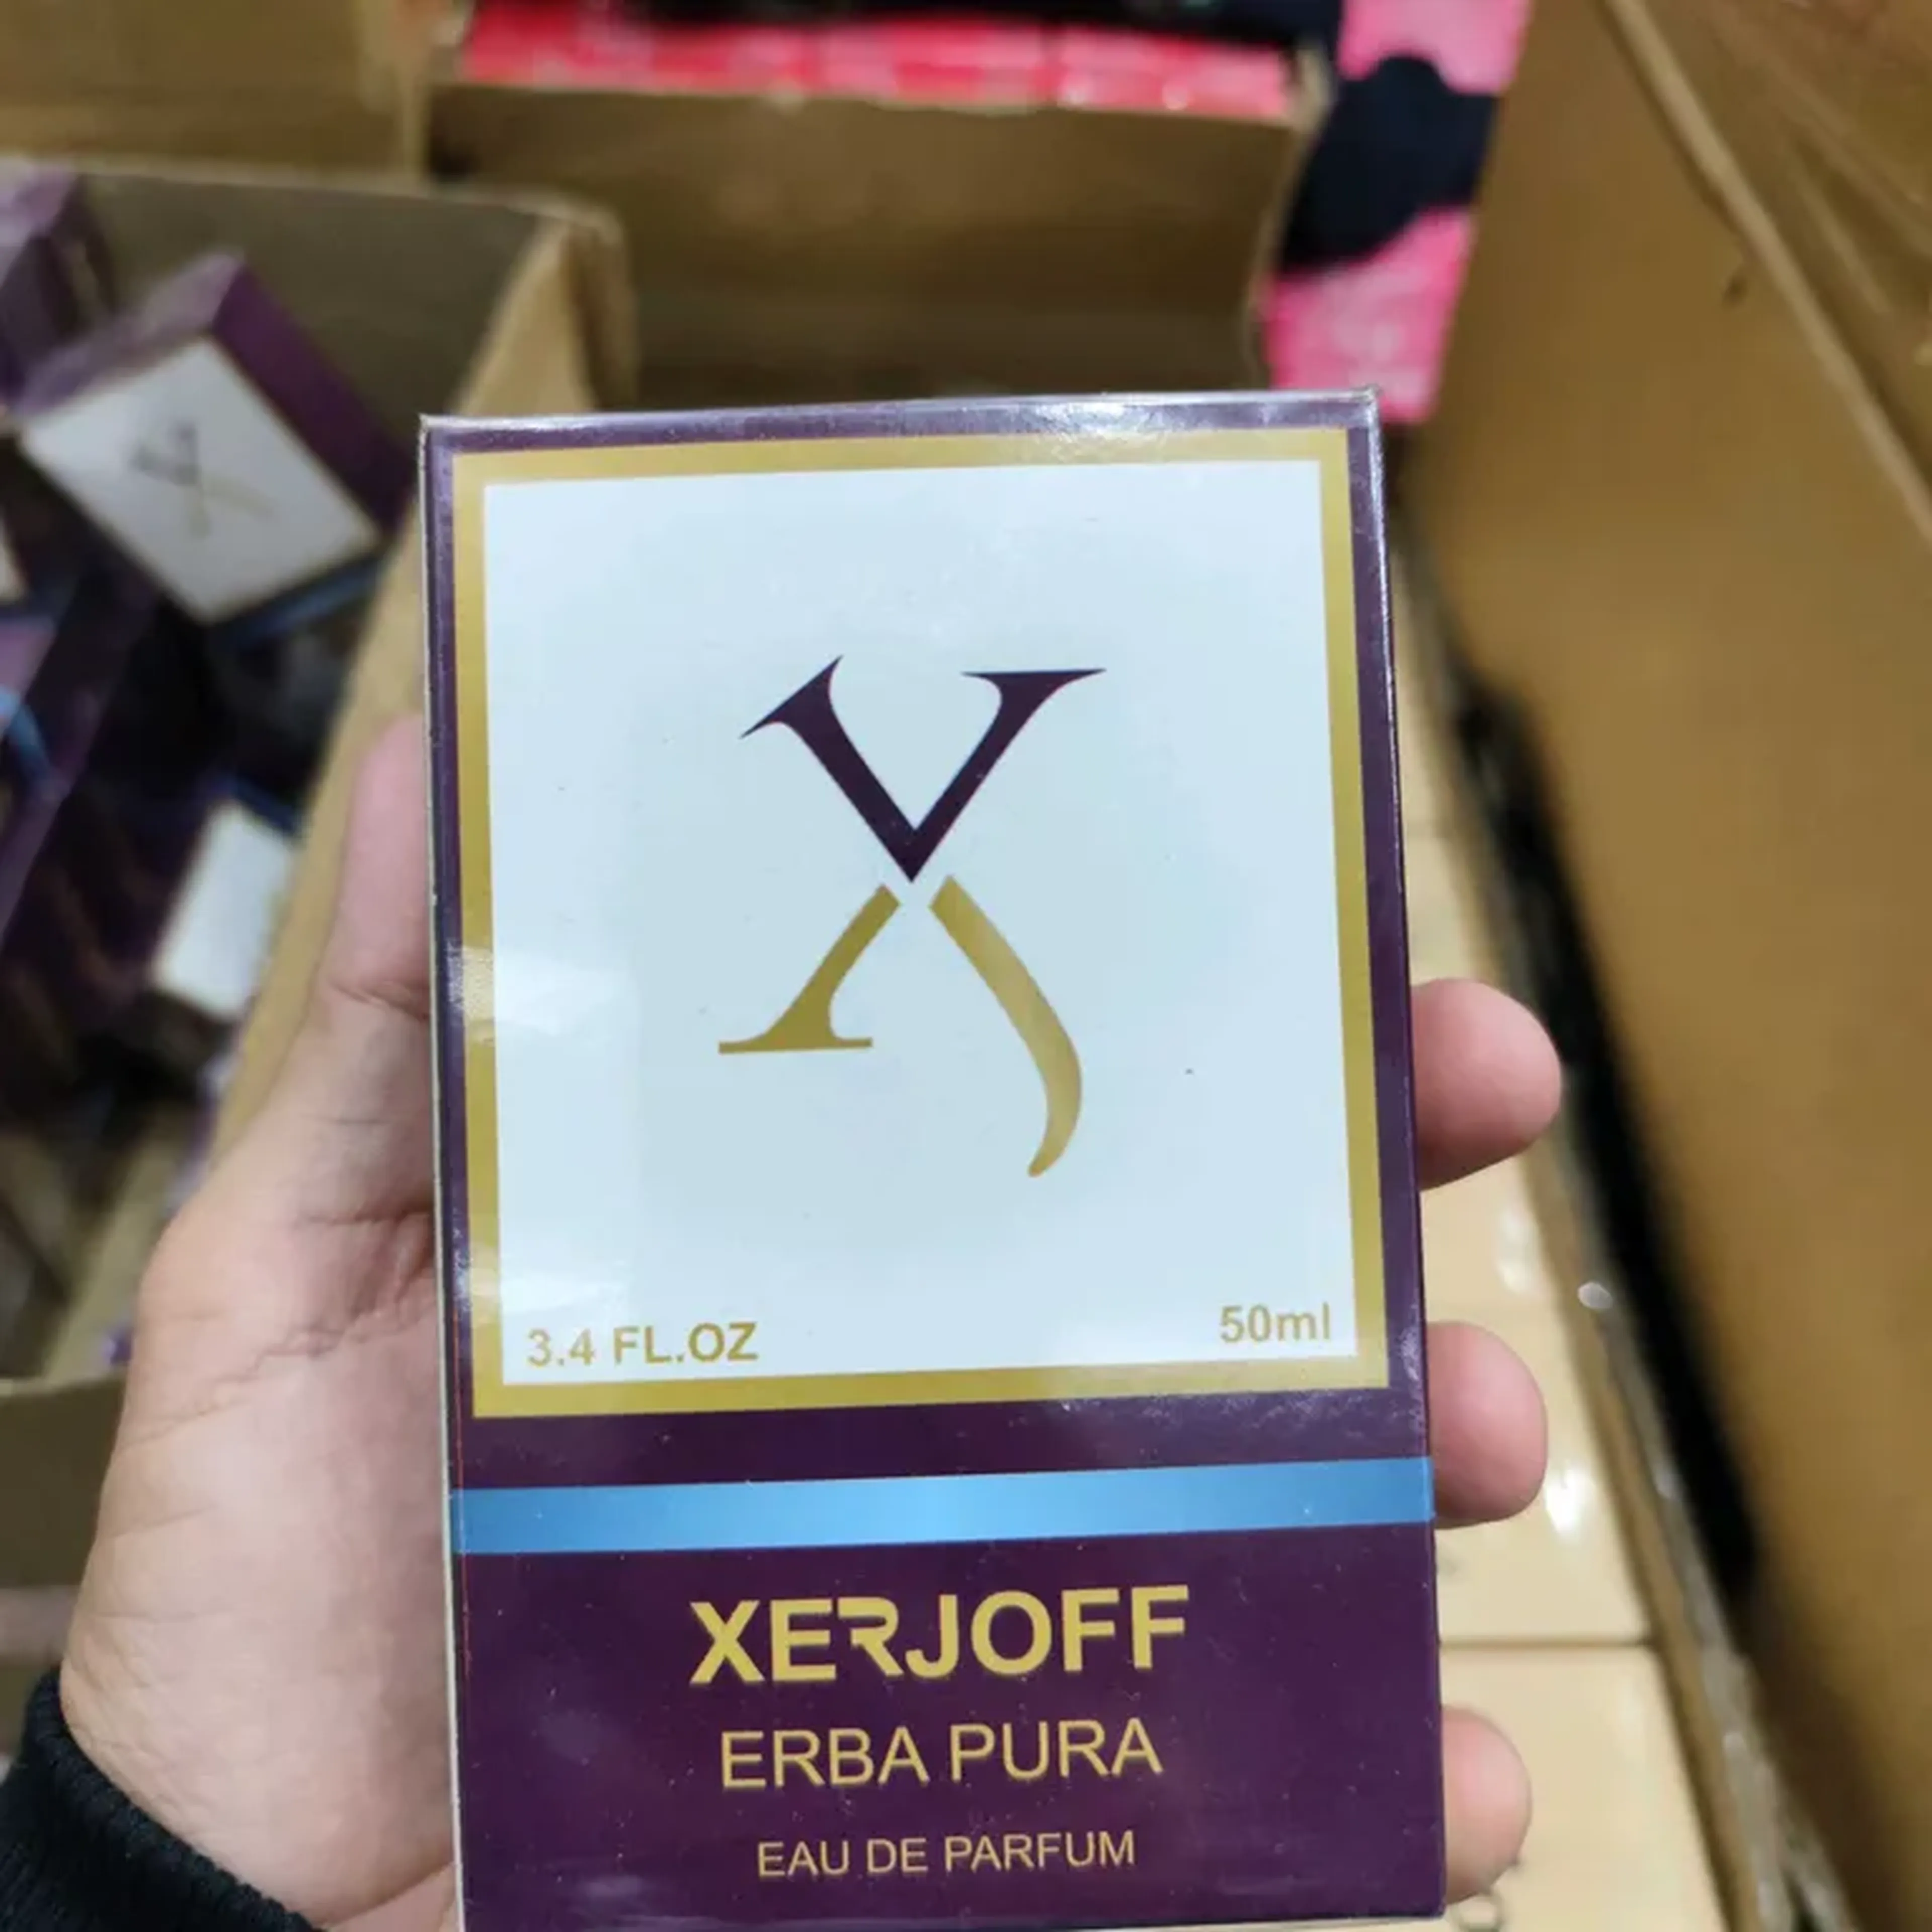 X
3.4 FL.OZ 50ml
XERJOFF
ERBA PURA
EAU DE PARFUM